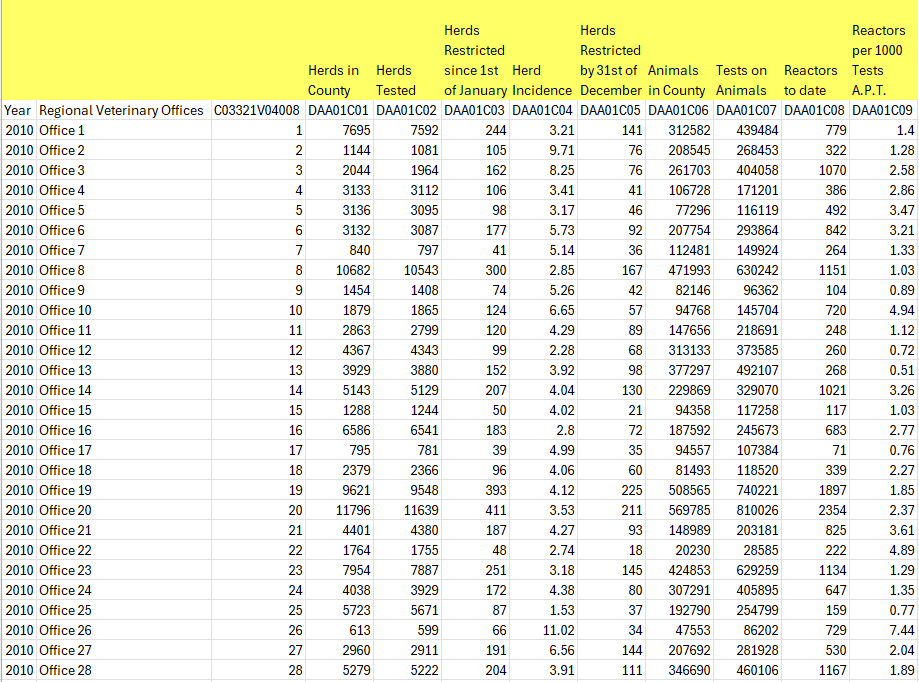 Herds Herds Reactors
Restricted Restricted per 1000
Herds in Herds since 1st Herd by 31st of Animals Tests on Reactors Tests
County Tested of January Incidence December in County Animals to date A.P.T.
Year Regional Veterinary Offices C03321V04008 DAA01C01 DAA01C02 DAA01C03 DAA01C04 DAA01C05 DAA01C06 DAA01C07 DAA01C08 DAA01C09
2010 Office 1 1 7695 7592 244 3.21 141 312582 439484 779 1.4
2010 Office 2 2 1144 1081 105 9.71 76 208545 268453 322 1.28
2010 Office 3 3 2044 1964 162 8.25 76 261703 404058 1070 2.58
2010 Office 4 4 3133 3112 106 3.41 41 106728 171201 386 2.86
2010 Office 5 5 3136 3095 98 3.17 46 77296 116119 492 3.47
2010 Office 6 6 3132 3087 177 5.73 92 207754 293864 842 3.21
2010 Office 7 7 840 797 41 5.14 36 112481 149924 264 1.33
2010 Office 8 8 10682 10543 300 2.85 167 471993 630242 1151 1.03
2010 Office 9 9 1454 1408 74 5.26 42 82146 96362 104 0.89
2010 Office 10 10 1879 1865 124 6.65 57 94768 145704 720 4.94
2010 Office 11 11 2863 2799 120 4.29 89 147656 218691 248 1.12
2010 Office 12 12 4367 4343 99 2.28 68 313133 373585 260 0.72
2010 Office 13 13 3929 3880 152 3.92 98 377297 492107 268 0.51
2010 Office 14 14 5143 5129 207 4.04 130 229869 329070 1021 3.26
2010 Office 15 15 1288 1244 50 4.02 21 94358 117258 117 1.03
2010 Office 16 16 6586 6541 183 2.8 72 187592 245673 683 2.77
2010 Office 17 17 795 781 39 4.99 35 94557 107384 71 0.76
2010 Office 18 18 2379 2366 96 4.06 60 81493 118520 339 2.27
2010 Office 19 19 9621 9548 393 4.12 225 508565 740221 1897 1.85
2010 Office 20 20 11796 11639 411 3.53 211 569785 810026 2354 2.37
2010 Office 21 21 4401 4380 187 4.27 93 148989 203181 825 3.61
2010 Office 22 22 1764 1755 48 2.74 18 20230 28585 222 4.89
2010 Office 23 23 7954 7887 251 3.18 145 424853 629259 1134 1.29
2010 Office 24 24 4038 3929 172 4.38 80 307291 405895 647 1.35
2010 Office 25 25 5723 5671 87 1.53 37 192790 254799 159 0.77
2010 Office 26 26 613 599 66 11.02 34 47553 86202 729 7.44
2010 Office 27 27 2960 2911 191 6.56 144 207692 281928 530 2.04
2010 Office 28 28 5279 5222 204 3.91 111 346690 460106 1167 1.89